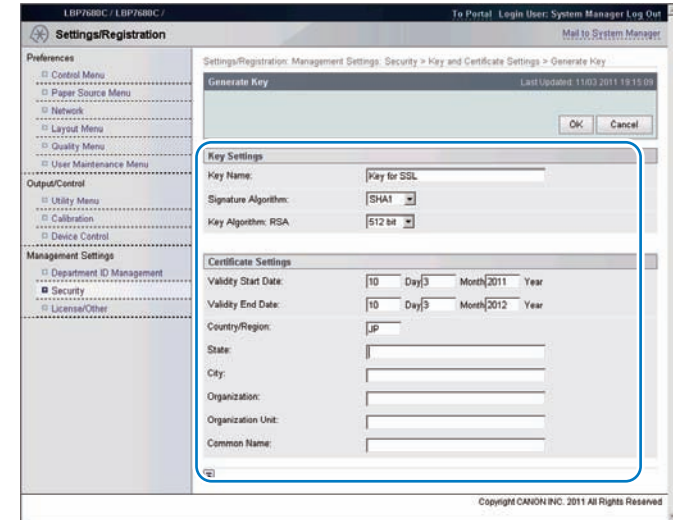 LBP7680C / LBP7680C /
To Portal Login User: System Manager Log Out
Settings/Registration
Mail to System Manager
Preferences
Control Menu
Paper Source Menu
Network
Layout Menu
Quality Menu
User Maintenance Menu
Output/Control
Utility Menu
Calibration
Device Control
Management Settings
Department ID Management
Security
License/Other
Settings/Registration: Management Settings: Security > Key and Certificate Settings > Generate Key
Generate Key
Last Updated: 11/03 2011 19:15:09
OK Cancel
Key Settings
Key Name: Key for SSL
Signature Algorithm: SHA1
Key Algorithm: RSA 512 bit
Certificate Settings
Validity Start Date: 10 Day 3 Month 2011 Year
Validity End Date: 10 Day 3 Month 2012 Year
Country/Region: JP
State:
City:
Organization:
Organization Unit:
Common Name:
Copyright CANON INC. 2011 All Rights Reserved